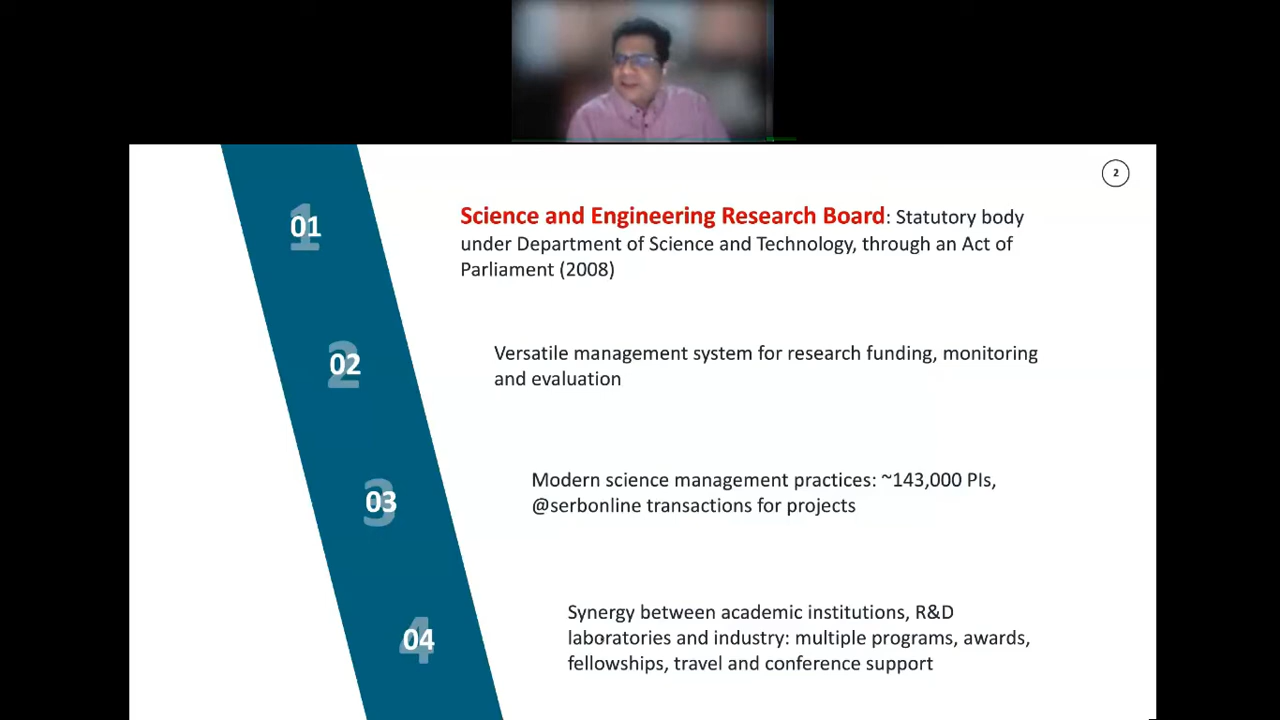 2
01
Science and Engineering Research Board: Statutory body
under Department of Science and Technology, through an Act of
Parliament (2008)
02
Versatile management system for research funding, monitoring
and evaluation
03
Modern science management practices: ~143,000 PIs,
@serbonline transactions for projects
04
Synergy between academic institutions, R&D
laboratories and industry: multiple programs, awards,
fellowships, travel and conference support